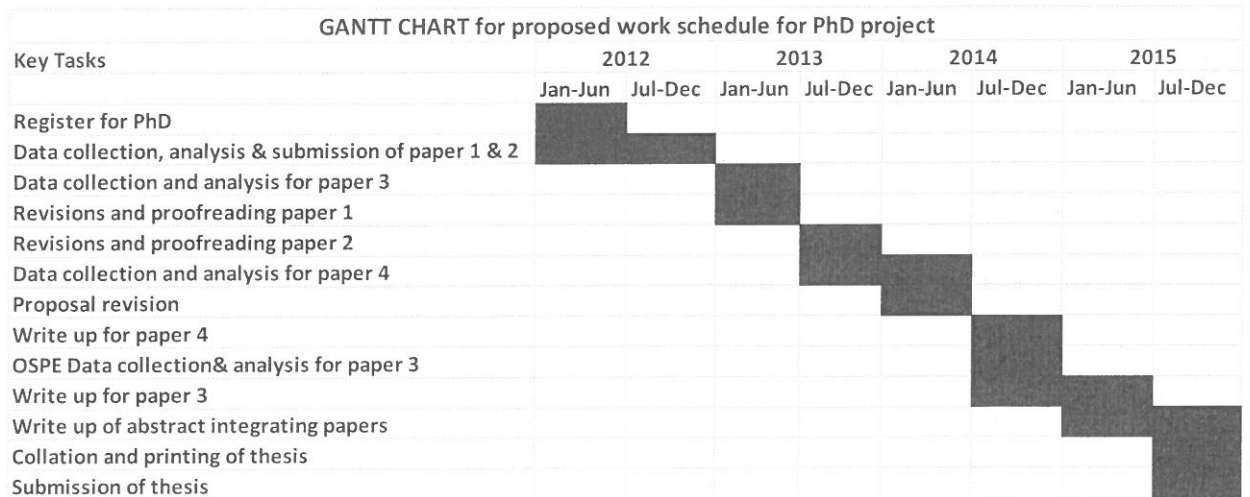 GANTT CHART for proposed work schedule for PhD project
Key Tasks 2012 2013 2014 2015
Jan-Jun Jul-Dec Jan-Jun Jul-Dec Jan-Jun Jul-Dec Jan-Jun Jul-Dec
Register for PhD
Data collection, analysis & submission of paper 1 & 2
Data collection and analysis for paper 3
Revisions and proofreading paper 1
Revisions and proofreading paper 2
Data collection and analysis for paper 4
Proposal revision
Write up for paper 4
OSPE Data collection& analysis for paper 3
Write up for paper 3
Write up of abstract integrating papers
Collation and printing of thesis
Submission of thesis